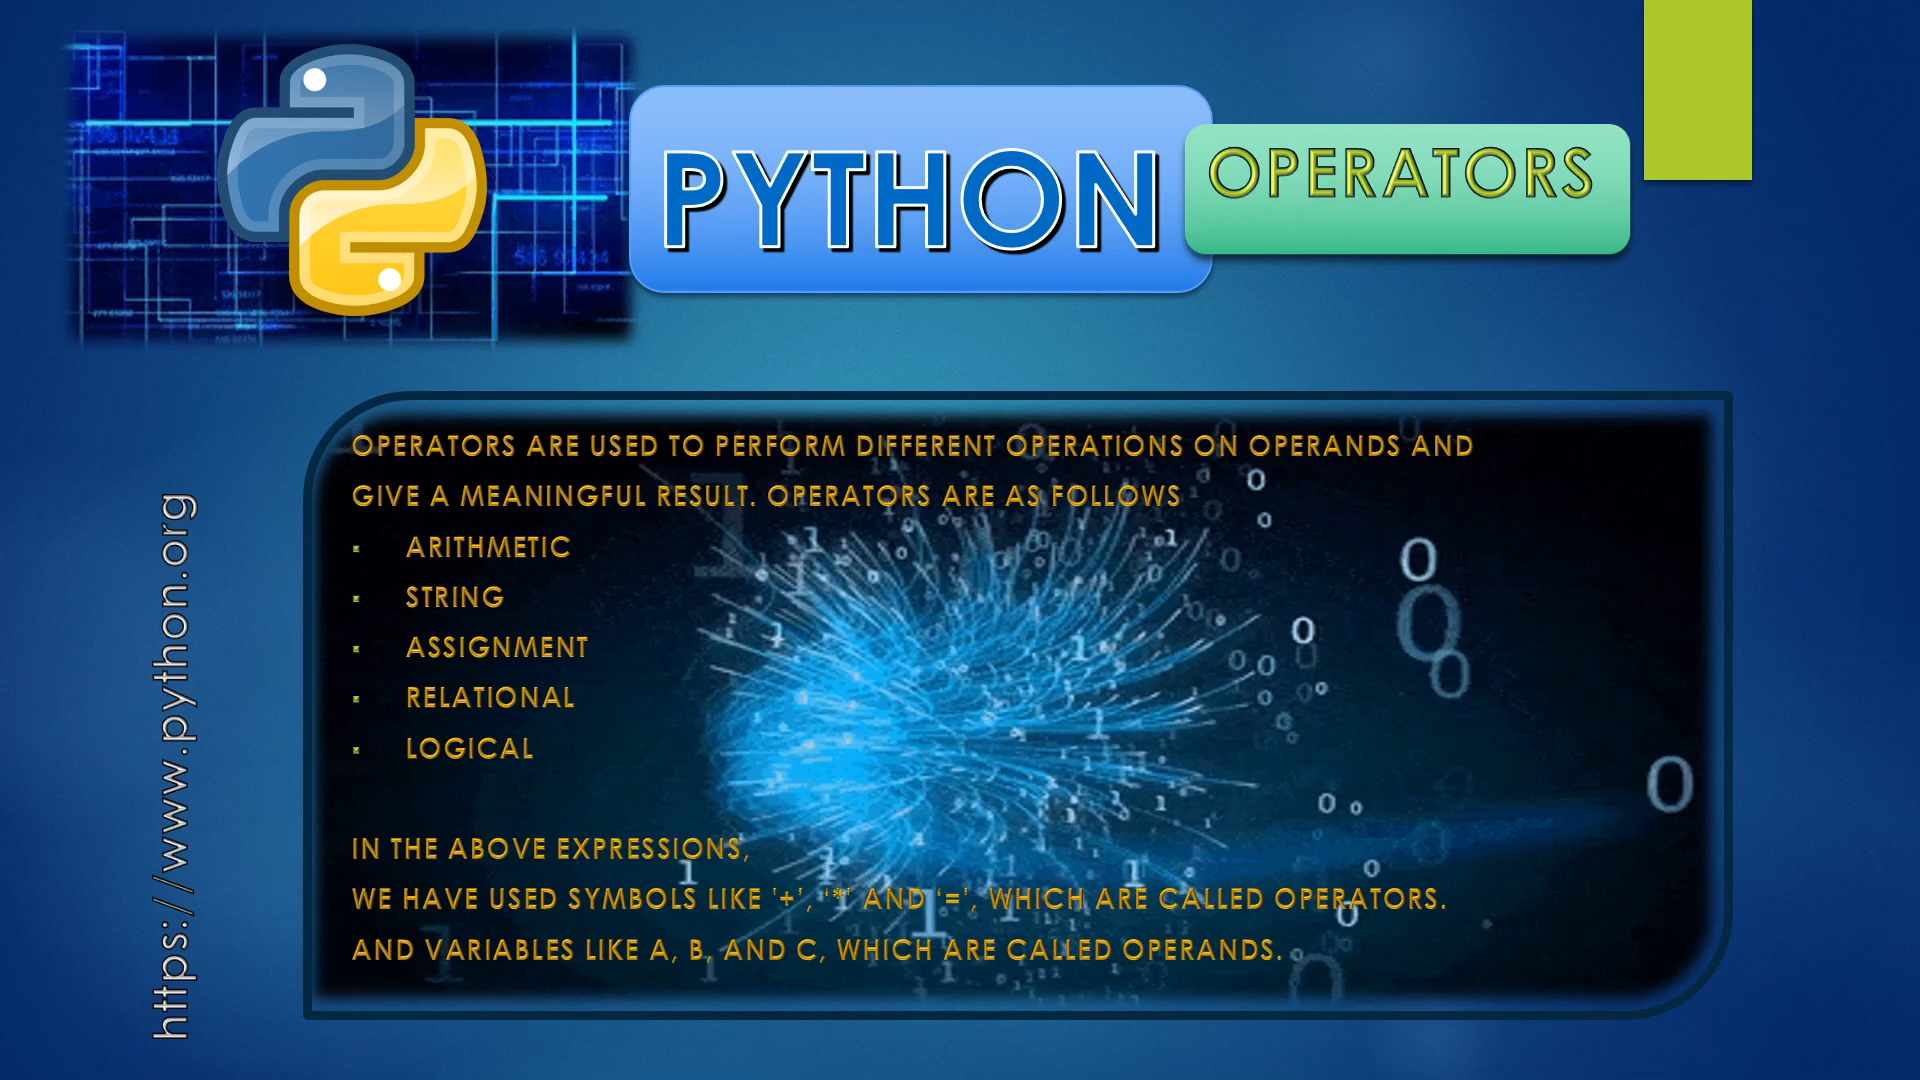 PYTHON
OPERATORS
OPERATORS ARE USED TO PERFORM DIFFERENT OPERATIONS ON OPERANDS AND
GIVE A MEANINGFUL RESULT. OPERATORS ARE AS FOLLOWS
▪ ARITHMETIC
▪ STRING
▪ ASSIGNMENT
▪ RELATIONAL
▪ LOGICAL
IN THE ABOVE EXPRESSIONS,
WE HAVE USED SYMBOLS LIKE '+', '*' AND '=', WHICH ARE CALLED OPERATORS.
AND VARIABLES LIKE A, B, AND C, WHICH ARE CALLED OPERANDS.
https://www.python.org